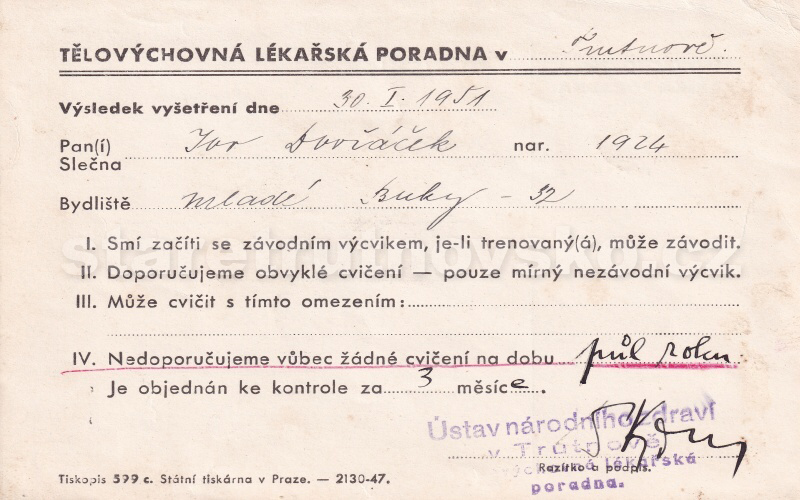 TĚLOVÝCHOVNÁ LÉKAŘSKÁ PORADNA v Trutnově.
Výsledek vyšetření dne 30. I. 1951
Pan(í) Ivo Dvořáček nar. 1924
Slečna
Bydliště mladé Buky - 32
I. Smí začíti se závodním výcvikem, je-li trenovaný(á), může závodit.
II. Doporučujeme obvyklé cvičení — pouze mírný nezávodní výcvik.
III. Může cvičit s tímto omezením:
IV. Nedoporučujeme vůbec žádné cvičení na dobu půl roku
Je objednán ke kontrole za 3 měsíce.
Ústav národního zdraví
v Trutnově
lékařská
Razítko a podpis.
poradna.
Tiskopis 599 c. Státní tiskárna v Praze. — 2130-47.